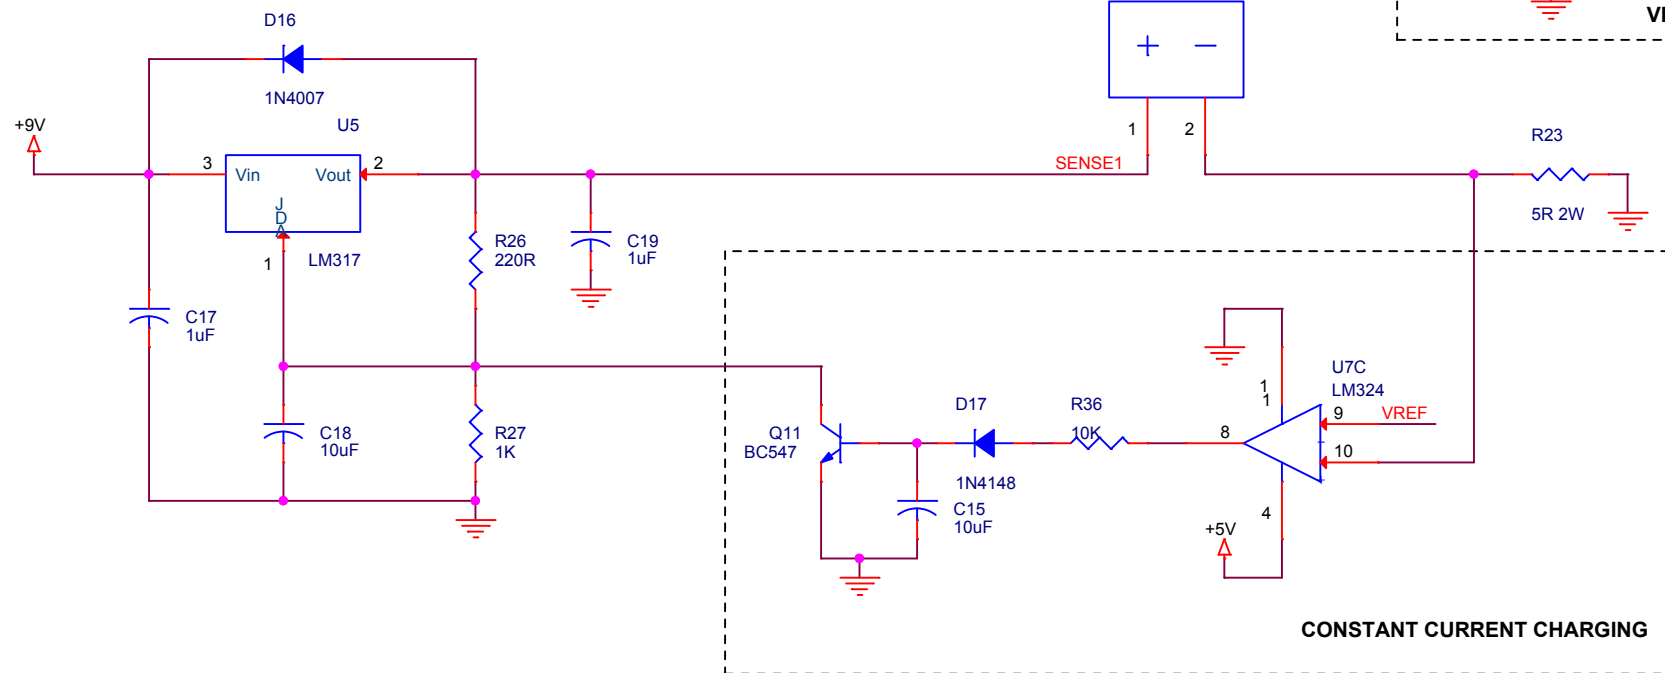 D16
1N4007
+9V
U5
3
Vin
Vout
2
J
D
A
1
LM317
R26
220R
C19
1uF
C17
1uF
C18
10uF
R27
1K
+
−
1
2
SENSE1
R23
5R 2W
Q11
BC547
D17
1N4148
C15
10uF
R36
10K
8
1
1
U7C
LM324
9
VREF
10
4
+5V
CONSTANT CURRENT CHARGING